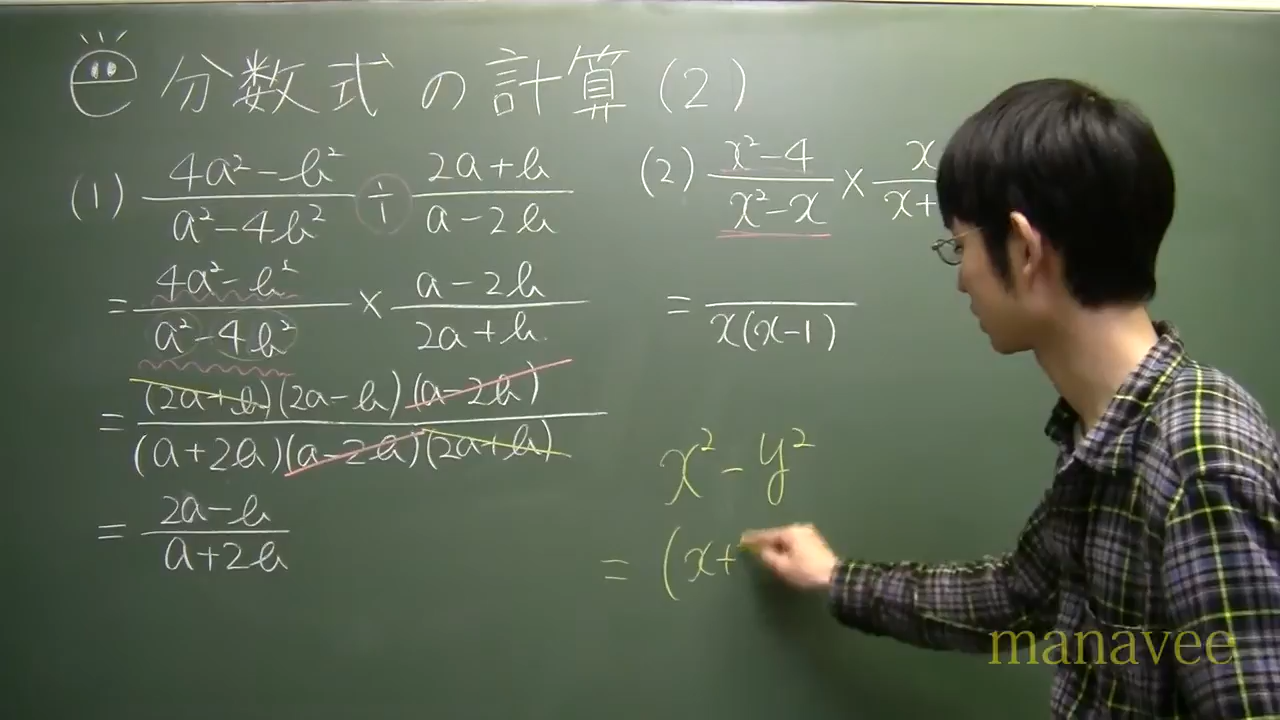 分数式の計算(2)
(1) (4a²-b²)/(a²-4b²) ÷ (2a+b)/(a-2b)
= (4a²-b²)/(a²-4b²) × (a-2b)/(2a+b)
= (2a+b)(2a-b)(a-2b)/(a+2b)(a-2b)(2a+b)
= (2a-b)/(a+2b)
(2) (x²-4)/(x²-x) × x/x+
= /x(x-1)
x²-y²
= (x+
manavee